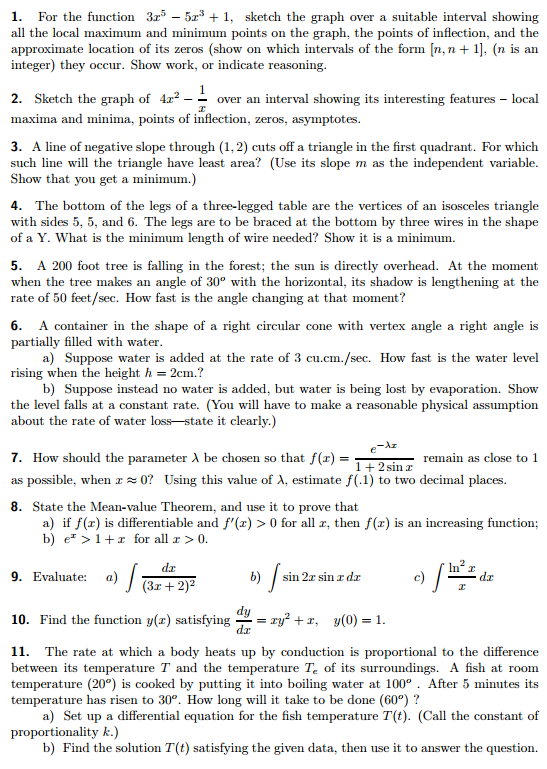 1. For the function 3x⁵ − 5x³ + 1, sketch the graph over a suitable interval showing
all the local maximum and minimum points on the graph, the points of inflection, and the
approximate location of its zeros (show on which intervals of the form [n, n + 1], (n is an
integer) they occur. Show work, or indicate reasoning.
2. Sketch the graph of 4x² − 1/x over an interval showing its interesting features – local
maxima and minima, points of inflection, zeros, asymptotes.
3. A line of negative slope through (1, 2) cuts off a triangle in the first quadrant. For which
such line will the triangle have least area? (Use its slope m as the independent variable.
Show that you get a minimum.)
4. The bottom of the legs of a three-legged table are the vertices of an isosceles triangle
with sides 5, 5, and 6. The legs are to be braced at the bottom by three wires in the shape
of a Y. What is the minimum length of wire needed? Show it is a minimum.
5. A 200 foot tree is falling in the forest; the sun is directly overhead. At the moment
when the tree makes an angle of 30° with the horizontal, its shadow is lengthening at the
rate of 50 feet/sec. How fast is the angle changing at that moment?
6. A container in the shape of a right circular cone with vertex angle a right angle is
partially filled with water.
a) Suppose water is added at the rate of 3 cu.cm./sec. How fast is the water level
rising when the height h = 2cm.?
b) Suppose instead no water is added, but water is being lost by evaporation. Show
the level falls at a constant rate. (You will have to make a reasonable physical assumption
about the rate of water loss—state it clearly.)
7. How should the parameter λ be chosen so that f(x) = e^(−λx)/(1 + 2 sin x) remain as close to 1
as possible, when x ≈ 0? Using this value of λ, estimate f(.1) to two decimal places.
8. State the Mean-value Theorem, and use it to prove that
a) if f(x) is differentiable and f′(x) > 0 for all x, then f(x) is an increasing function;
b) eˣ > 1 + x for all x > 0.
9. Evaluate: a) ∫ dx/(3x + 2)² b) ∫ sin 2x sin x dx c) ∫ ln² x/x dx
10. Find the function y(x) satisfying dy/dx = xy² + x, y(0) = 1.
11. The rate at which a body heats up by conduction is proportional to the difference
between its temperature T and the temperature Tₑ of its surroundings. A fish at room
temperature (20°) is cooked by putting it into boiling water at 100° . After 5 minutes its
temperature has risen to 30°. How long will it take to be done (60°) ?
a) Set up a differential equation for the fish temperature T(t). (Call the constant of
proportionality k.)
b) Find the solution T(t) satisfying the given data, then use it to answer the question.